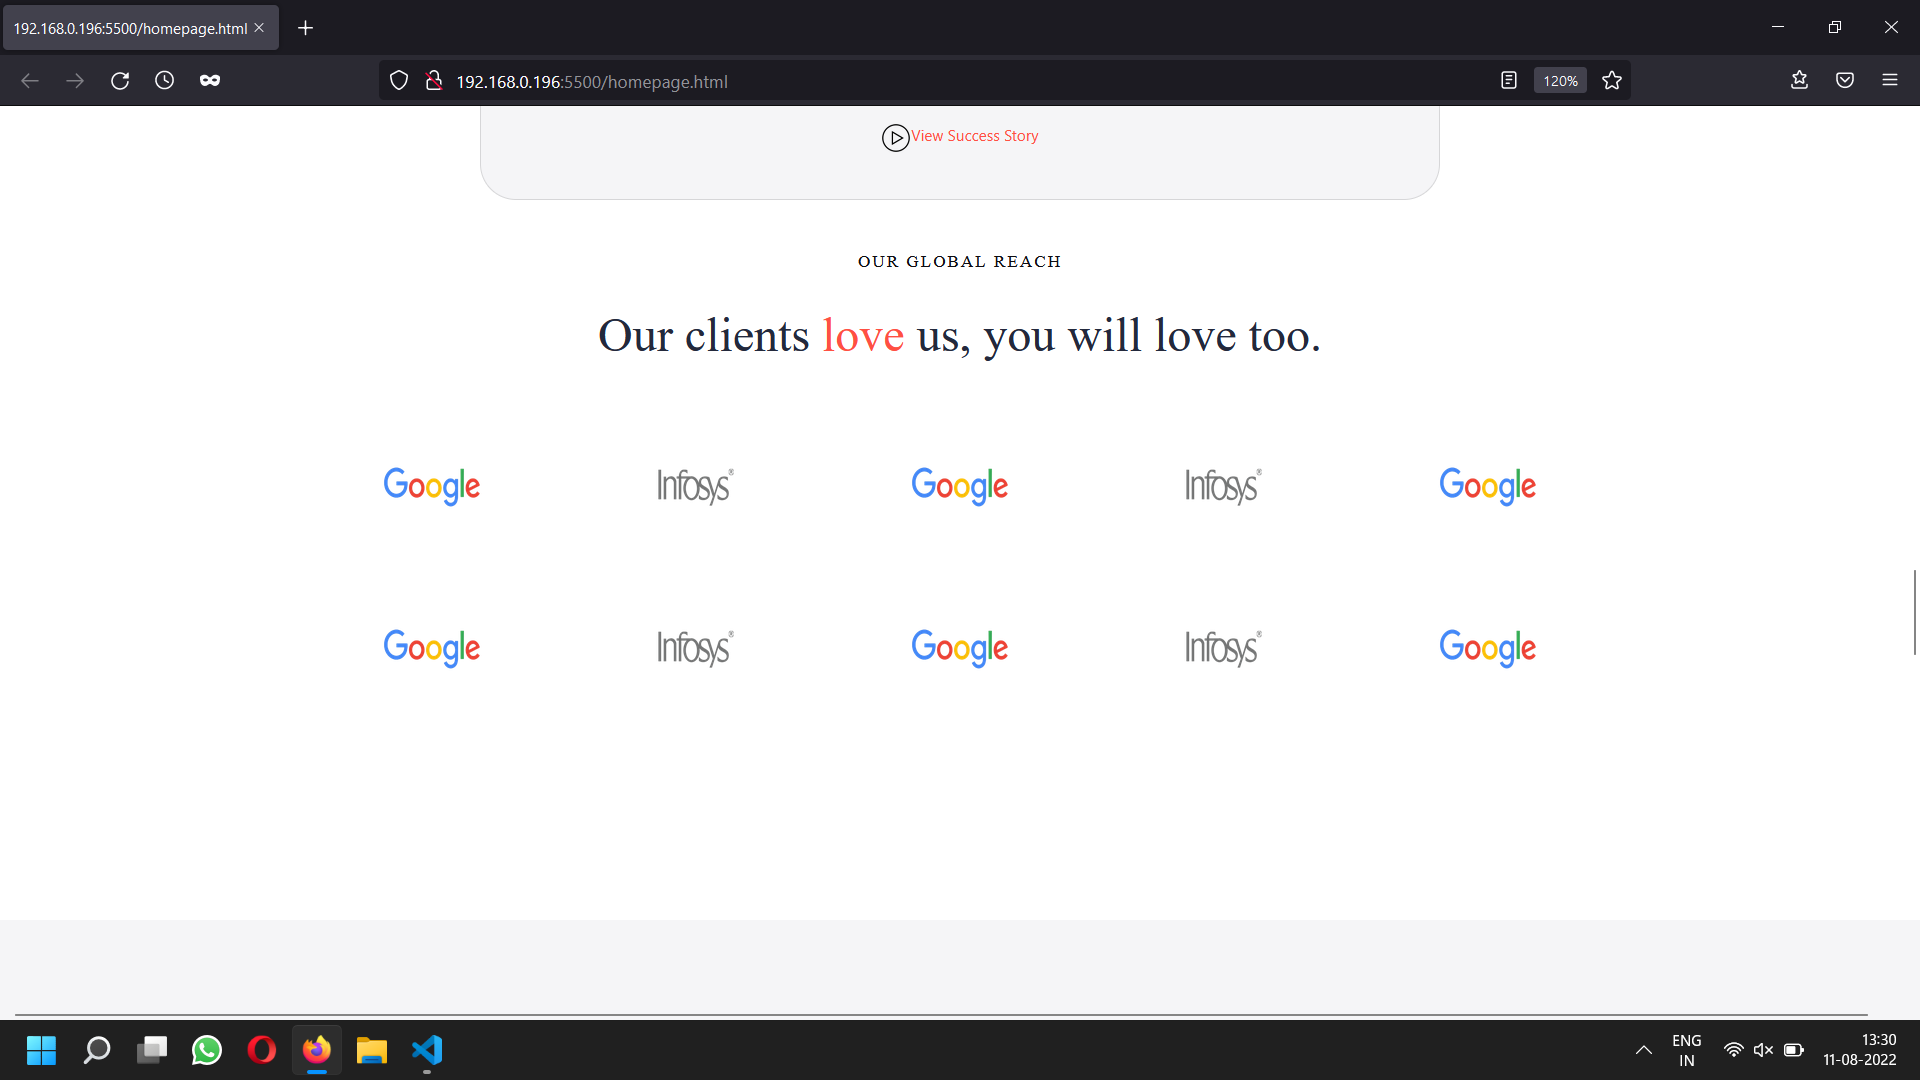 192.168.0.196:5500/homepage.html
192.168.0.196:5500/homepage.html
120%
View Success Story
OUR GLOBAL REACH
Our clients love us, you will love too.
Google Infosys® Google Infosys® Google
Google Infosys® Google Infosys® Google
ENG
IN
13:30
11-08-2022